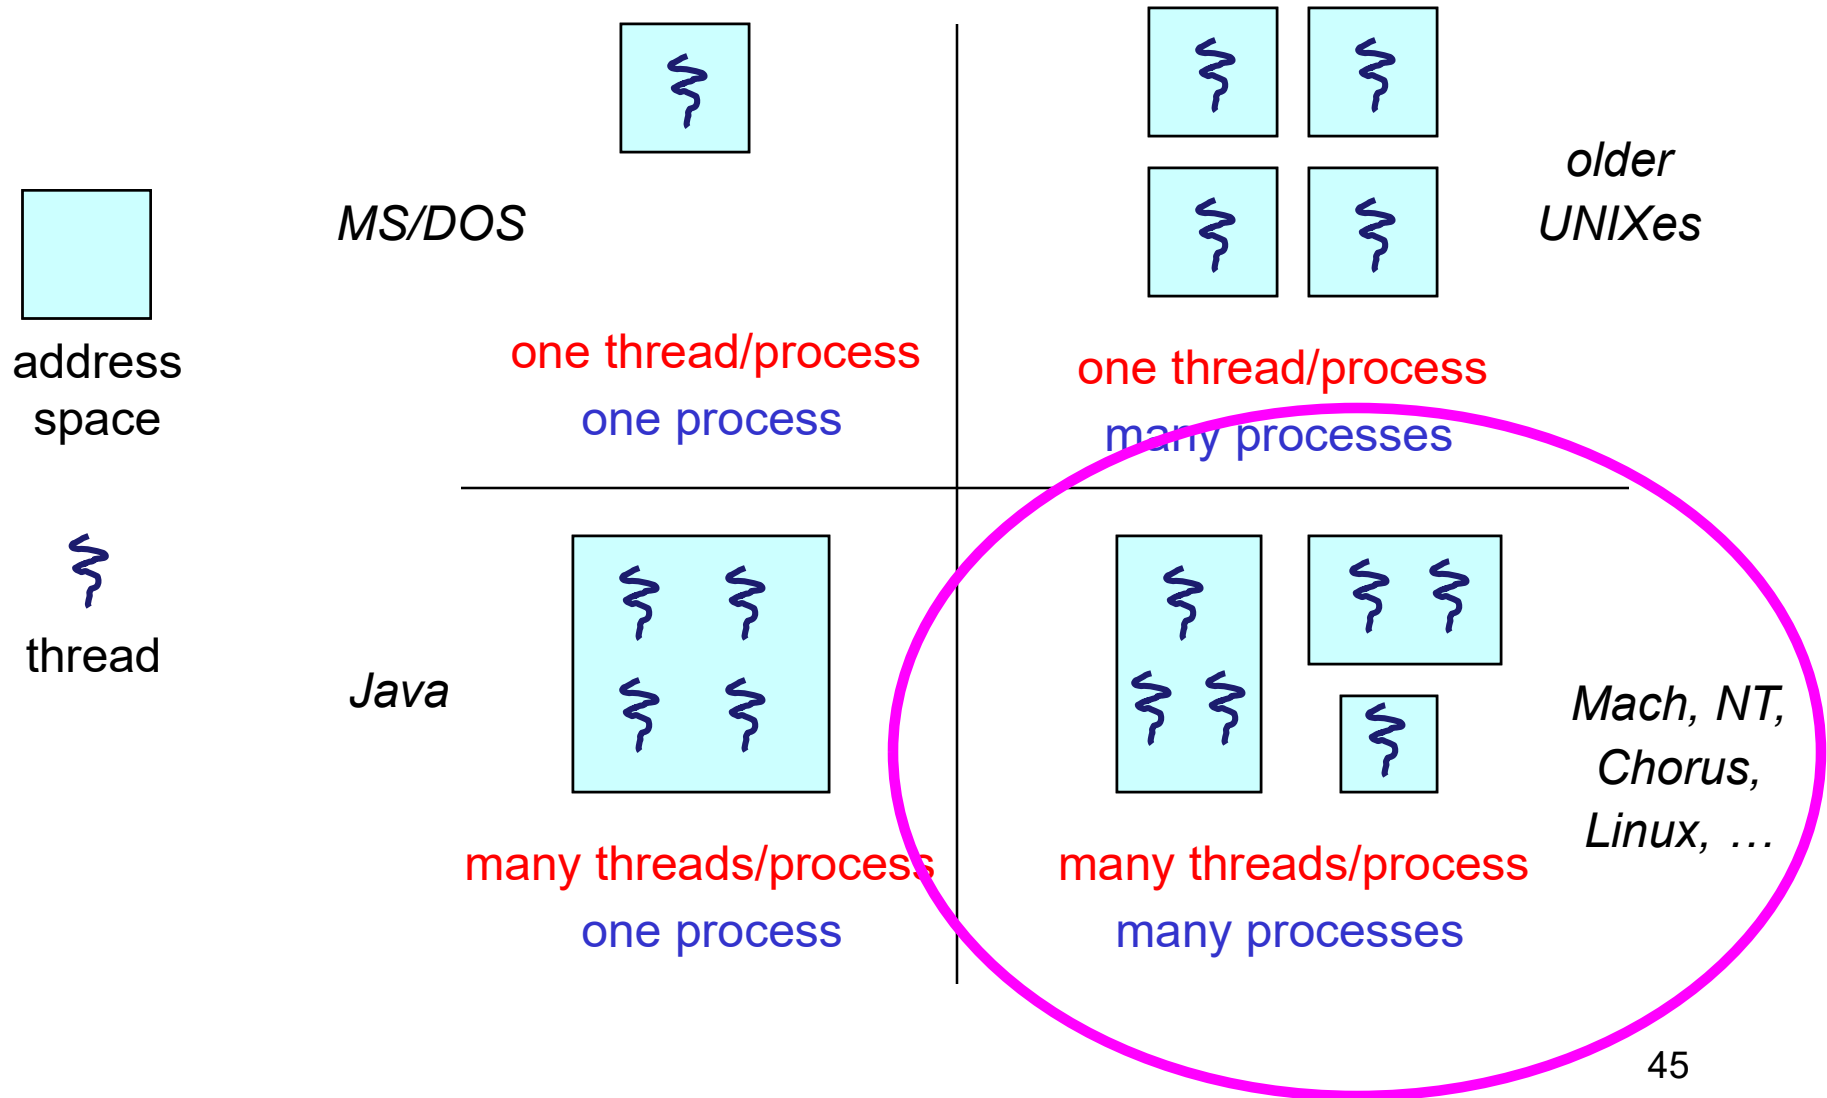 MS/DOS
older
UNIXes
address
space
one thread/process
one process
one thread/process
many processes
thread
Java
Mach, NT,
Chorus,
Linux, …
many threads/process
one process
many threads/process
many processes
45